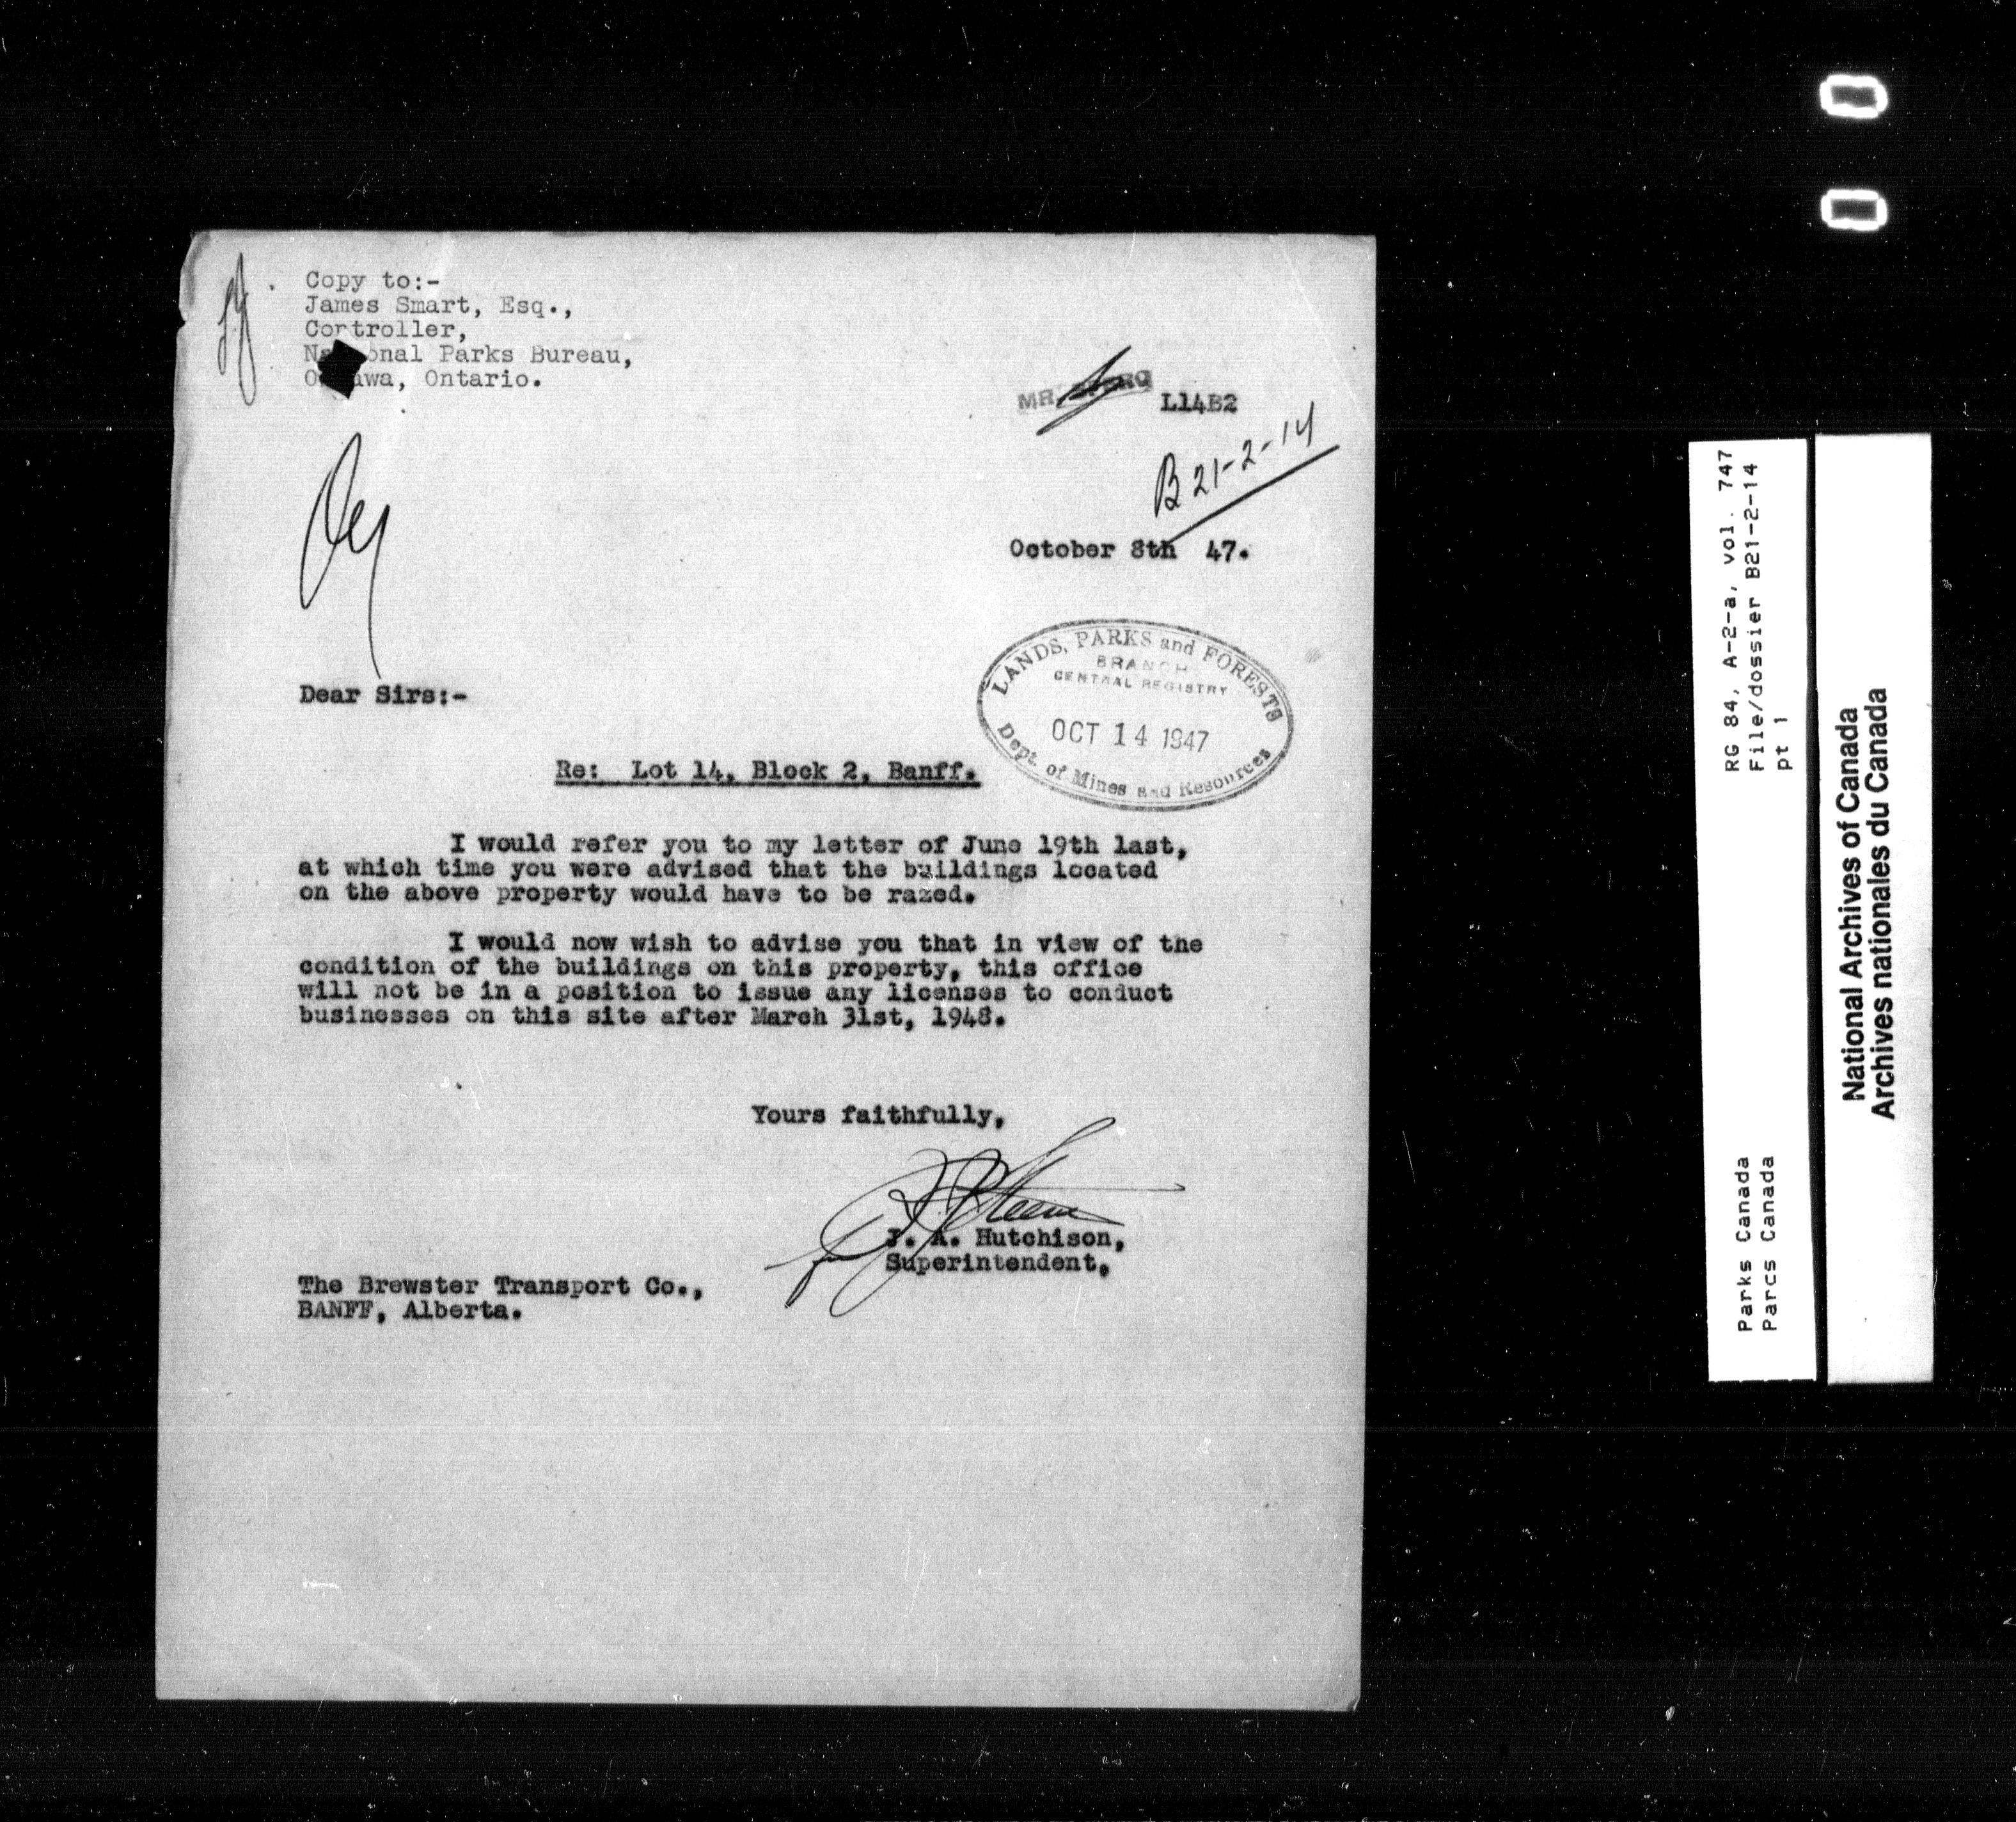 Copy to:-
James Smart, Esq.,
Controller,
National Parks Bureau,
Ottawa, Ontario.
MR.
L14B2
B 21-2-14
October 8th 47.
LANDS, PARKS and FORESTS
BRANCH
CENTRAL REGISTRY
OCT 14 1947
Dept. of Mines and Resources
Dear Sirs:-
Re: Lot 14, Block 2, Banff.
I would refer you to my letter of June 19th last,
at which time you were advised that the buildings located
on the above property would have to be razed.
I would now wish to advise you that in view of the
condition of the buildings on this property, this office
will not be in a position to issue any licenses to conduct
businesses on this site after March 31st, 1948.
Yours faithfully,
J. A. Hutchison,
Superintendent.
The Brewster Transport Co.,
BANFF, Alberta.
RG 84, A-2-a, vol. 747
File/dossier B21-2-14
pt 1
Parks Canada
Parcs Canada
National Archives of Canada
Archives nationales du Canada